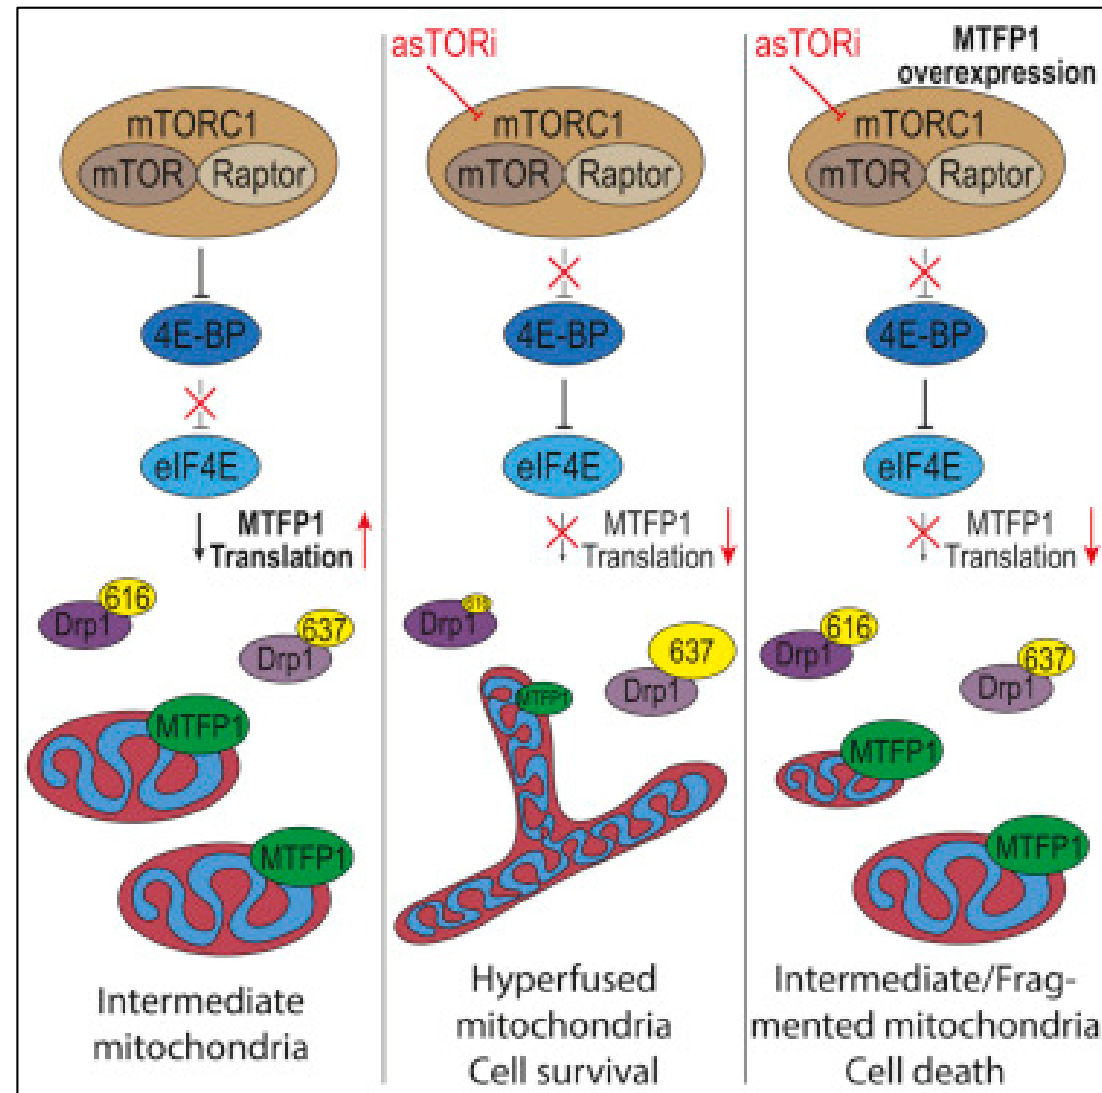 mTORC1
mTOR
Raptor
4E-BP
eIF4E
MTFP1
Translation
616
Drp1
637
Drp1
MTFP1
MTFP1
Intermediate
mitochondria
asTORi
mTORC1
mTOR
Raptor
4E-BP
eIF4E
MTFP1
Translation
616
Drp1
637
Drp1
MTFP1
Hyperfused
mitochondria
Cell survival
asTORi
MTFP1
overexpression
mTORC1
mTOR
Raptor
4E-BP
eIF4E
MTFP1
Translation
616
Drp1
637
Drp1
MTFP1
MTFP1
Intermediate/Frag-
mented mitochondria
Cell death